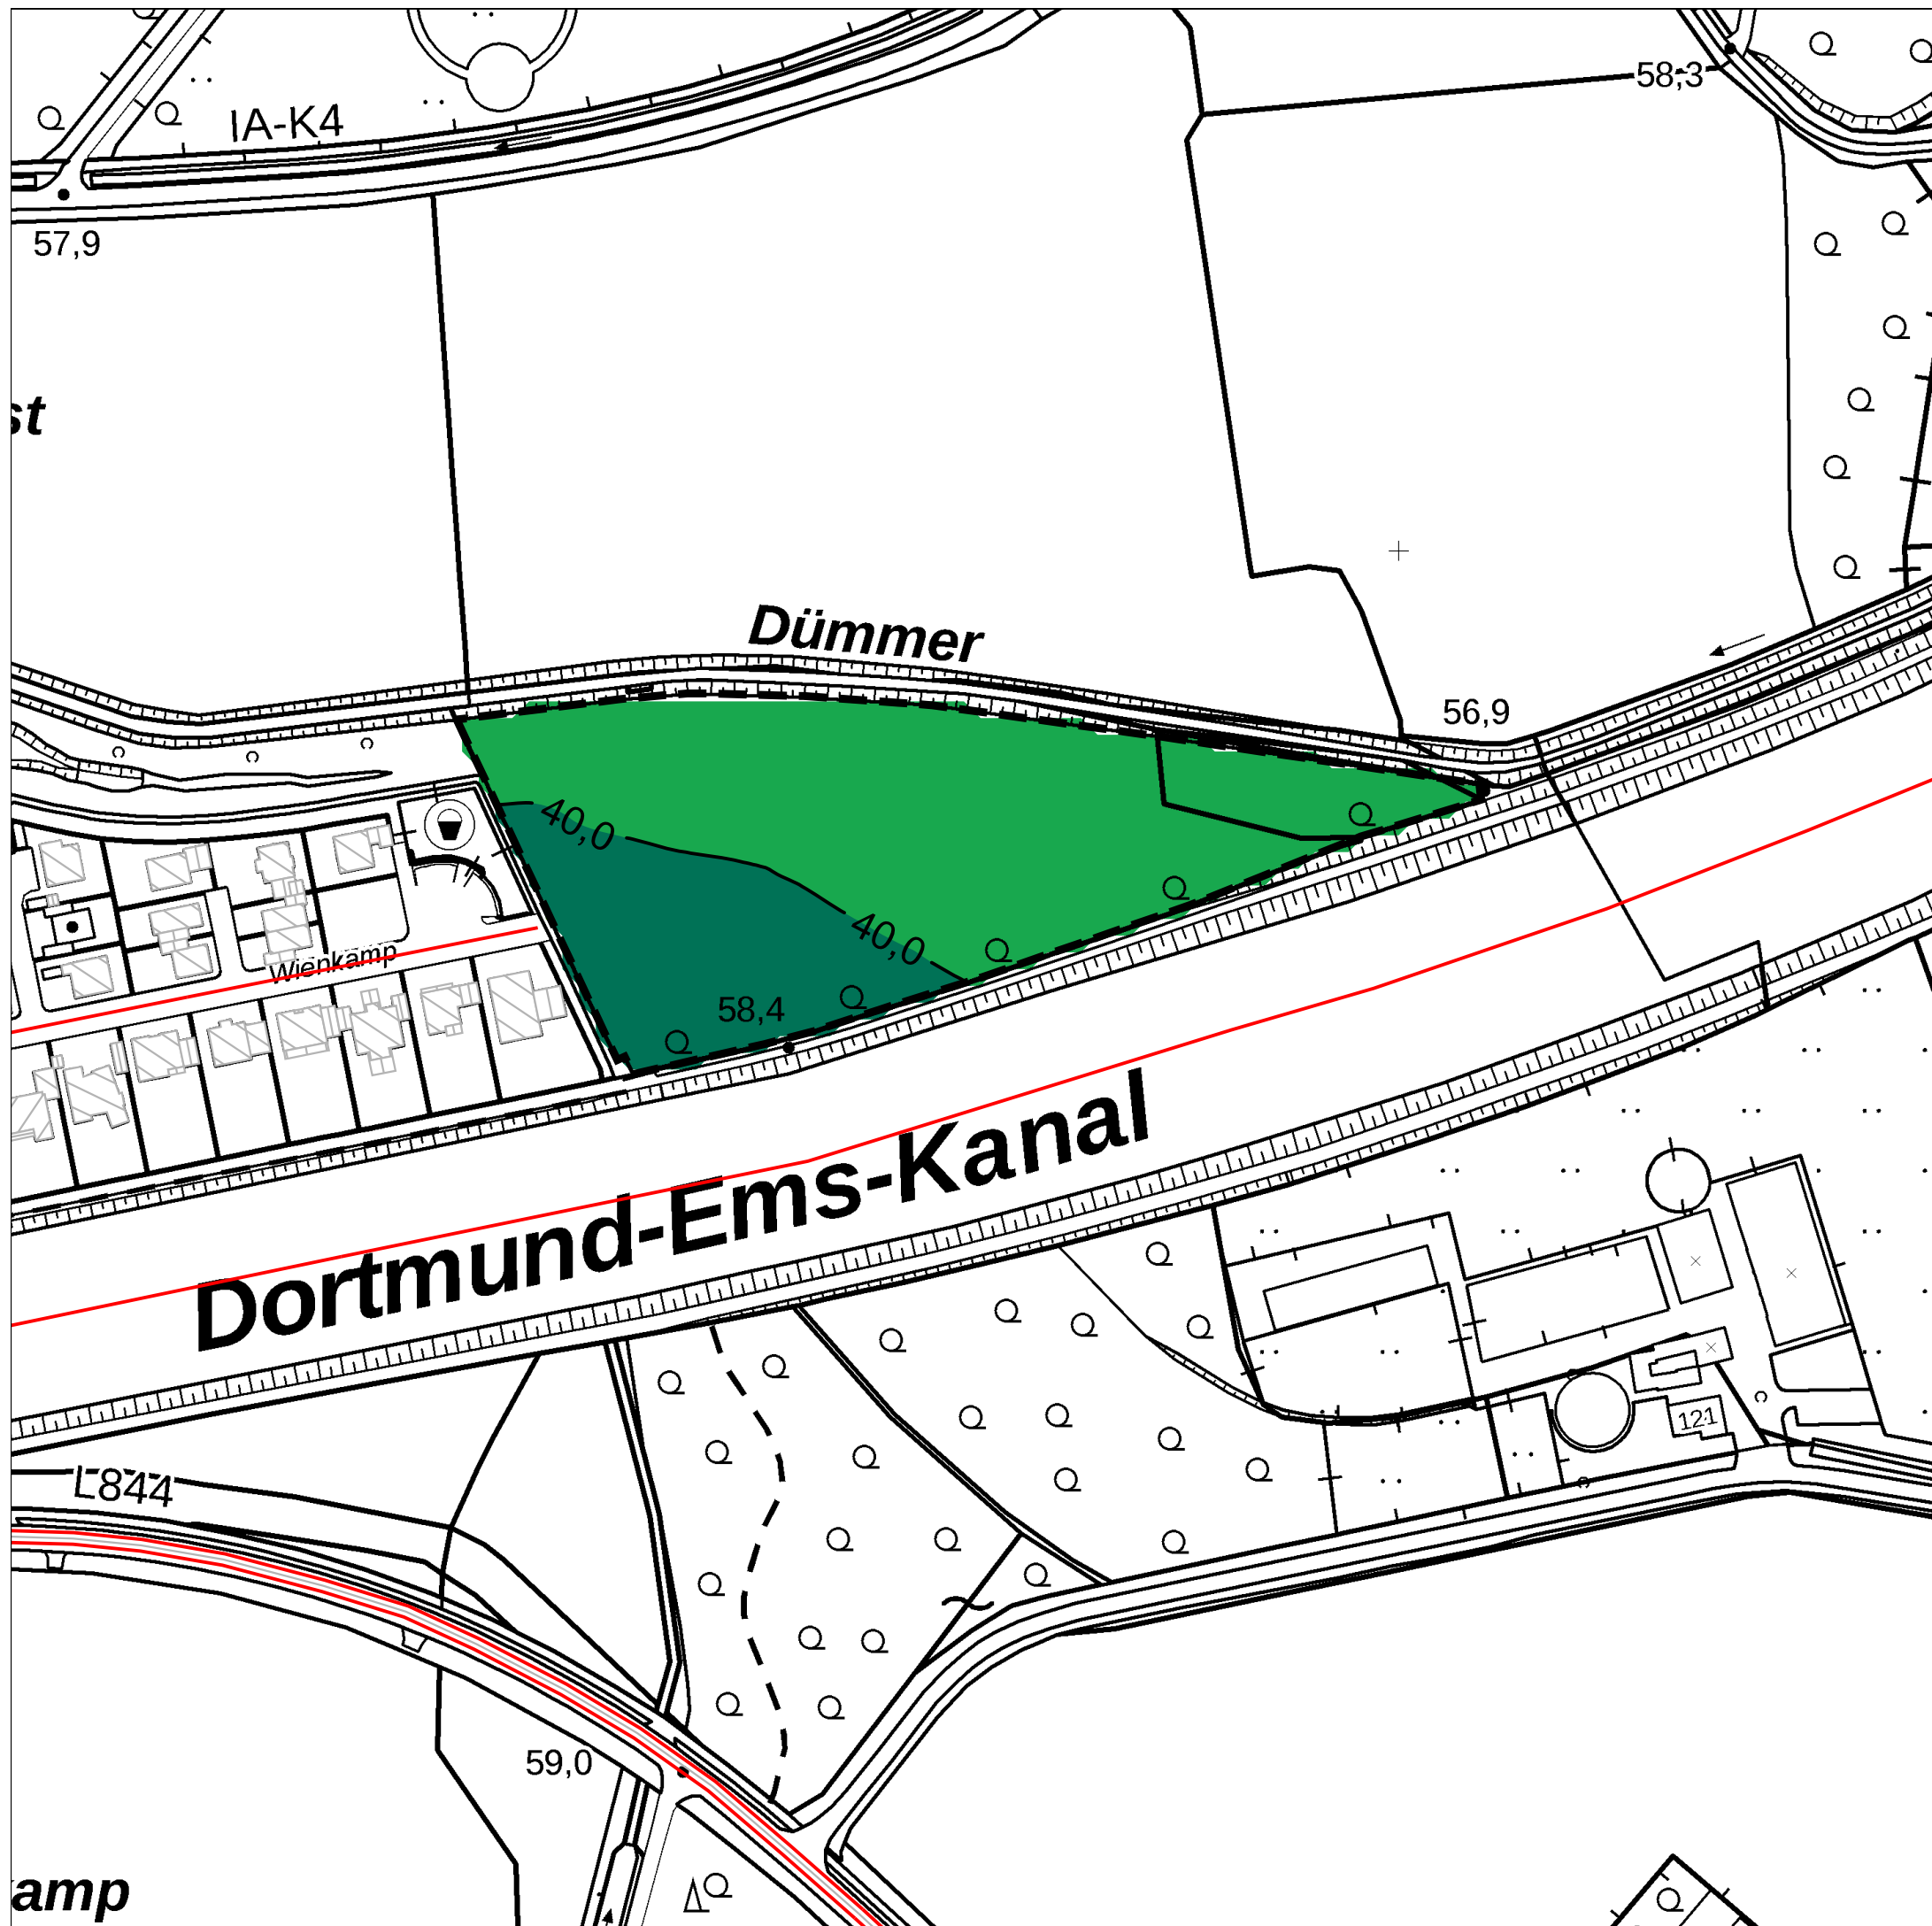 58,3
IA-K4
57,9
st
Dümmer
56,9
40,0
40,0
Wienkamp
58,4
Dortmund-Ems-Kanal
121
L844
59,0
kamp